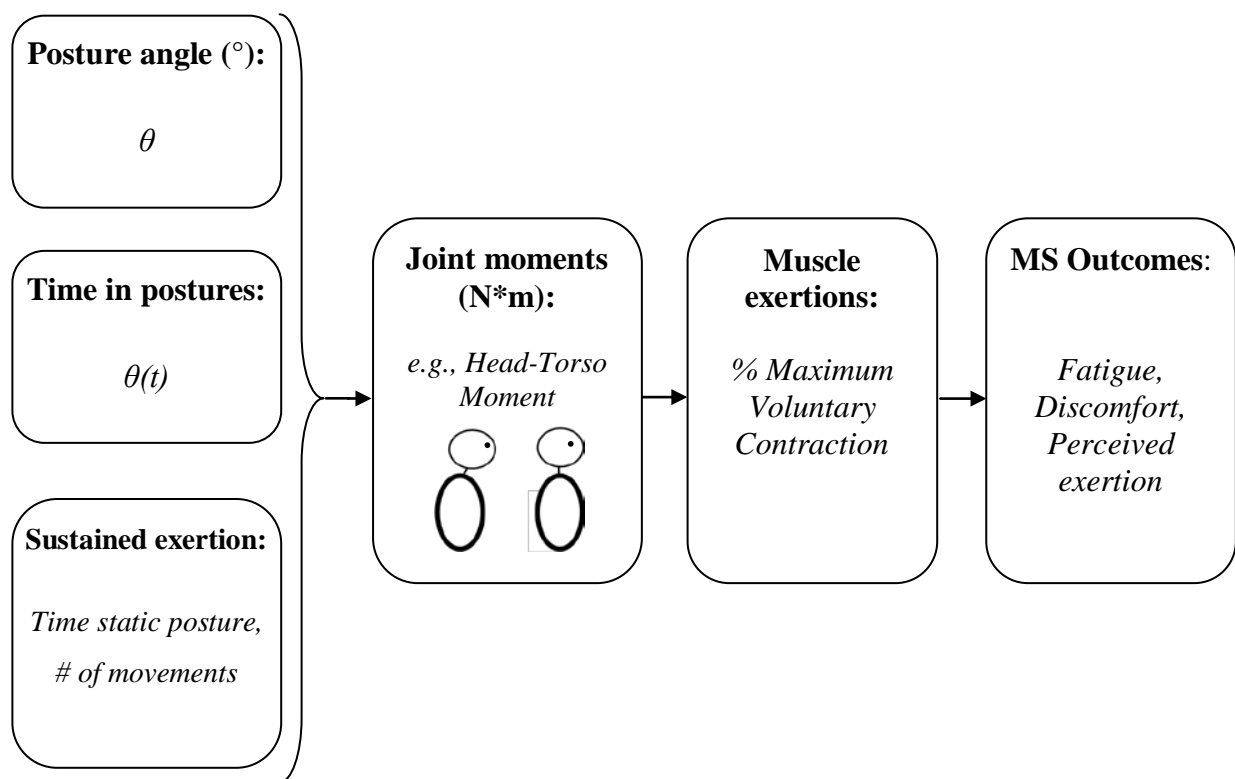 Posture angle (°):
θ
Time in postures:
θ(t)
Sustained exertion:
Time static posture,
# of movements
Joint moments
(N*m):
e.g., Head-Torso
Moment
Muscle
exertions:
% Maximum
Voluntary
Contraction
MS Outcomes:
Fatigue,
Discomfort,
Perceived
exertion